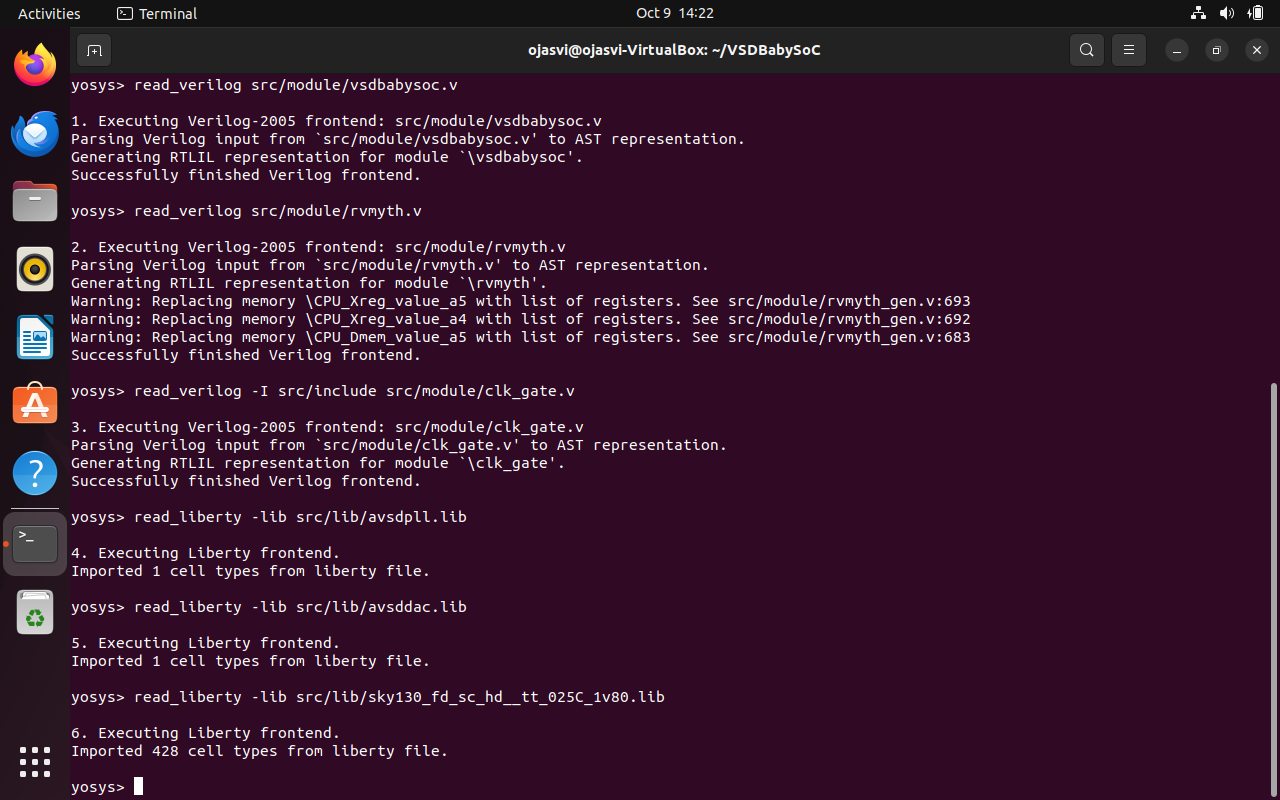 Activities
Terminal
Oct 9 14:22
ojasvi@ojasvi-VirtualBox: ~/VSDBabySoC
yosys> read_verilog src/module/vsdbabysoc.v
1. Executing Verilog-2005 frontend: src/module/vsdbabysoc.v
Parsing Verilog input from `src/module/vsdbabysoc.v' to AST representation.
Generating RTLIL representation for module `\vsdbabysoc'.
Successfully finished Verilog frontend.
yosys> read_verilog src/module/rvmyth.v
2. Executing Verilog-2005 frontend: src/module/rvmyth.v
Parsing Verilog input from `src/module/rvmyth.v' to AST representation.
Generating RTLIL representation for module `\rvmyth'.
Warning: Replacing memory \CPU_Xreg_value_a5 with list of registers. See src/module/rvmyth_gen.v:693
Warning: Replacing memory \CPU_Xreg_value_a4 with list of registers. See src/module/rvmyth_gen.v:692
Warning: Replacing memory \CPU_Dmem_value_a5 with list of registers. See src/module/rvmyth_gen.v:683
Successfully finished Verilog frontend.
yosys> read_verilog -I src/include src/module/clk_gate.v
3. Executing Verilog-2005 frontend: src/module/clk_gate.v
Parsing Verilog input from `src/module/clk_gate.v' to AST representation.
Generating RTLIL representation for module `\clk_gate'.
Successfully finished Verilog frontend.
yosys> read_liberty -lib src/lib/avsdpll.lib
4. Executing Liberty frontend.
Imported 1 cell types from liberty file.
yosys> read_liberty -lib src/lib/avsddac.lib
5. Executing Liberty frontend.
Imported 1 cell types from liberty file.
yosys> read_liberty -lib src/lib/sky130_fd_sc_hd__tt_025C_1v80.lib
6. Executing Liberty frontend.
Imported 428 cell types from liberty file.
yosys>